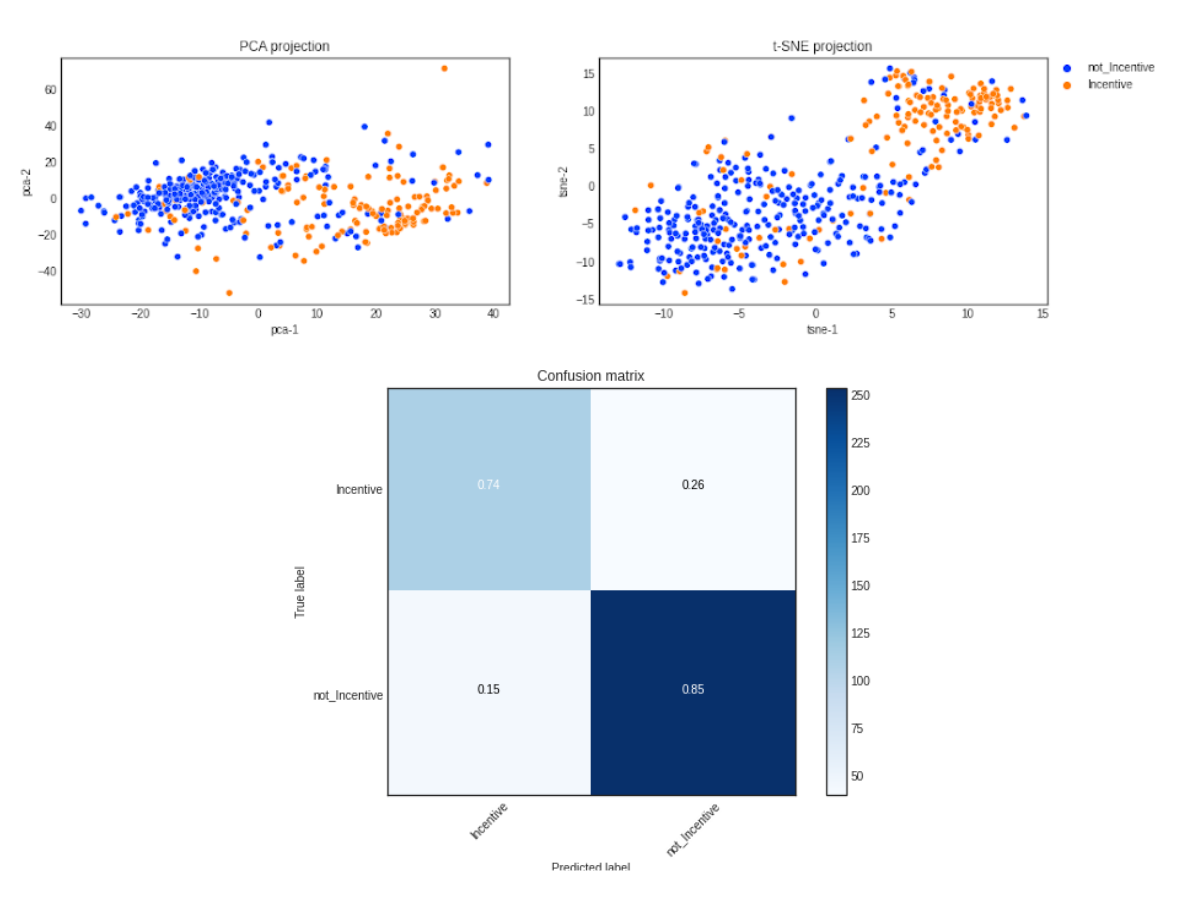 PCA projection
60
40
20
0
−20
−40
pca-2
−30 −20 −10 0 10 20 30 40
pca-1
t-SNE projection
15
10
5
0
−5
−10
−15
tsne-2
−10 −5 0 5 10 15
tsne-1
not_Incentive
Incentive
Confusion matrix
Incentive
0.74 0.26
not_Incentive
0.15 0.85
True label
Incentive not_Incentive
Predicted label
250
225
200
175
150
125
100
75
50